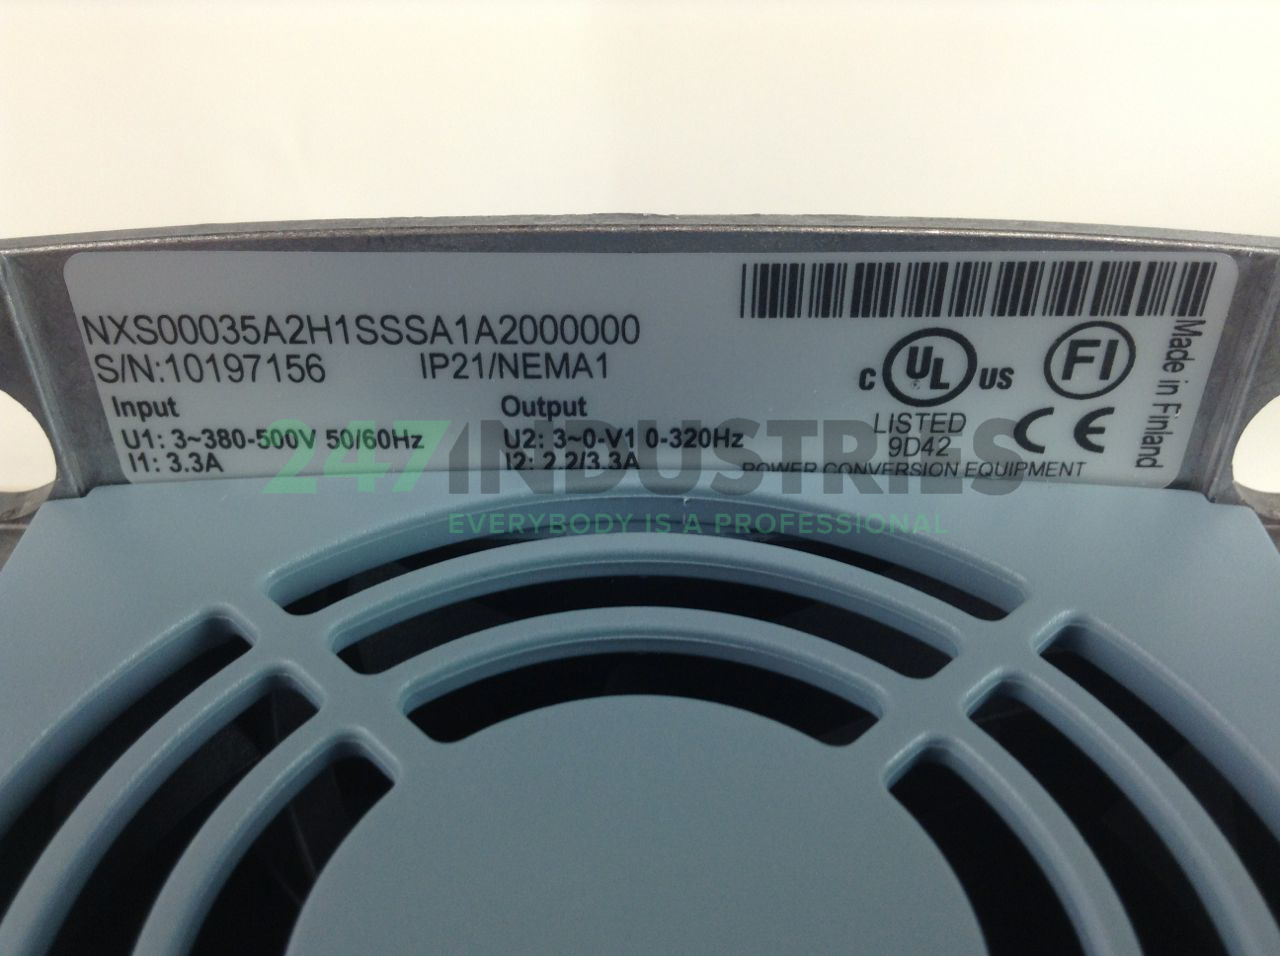 NXS00035A2H1SSSA1A2000000
S/N:10197156 IP21/NEMA1
Input Output
U1: 3~380-500V 50/60Hz U2: 3~0-V1 0-320Hz
I1: 3.3A I2: 2.2/3.3A
C UL US
LISTED
9D42
POWER CONVERSION EQUIPMENT
FI
CE
Made in Finland
247INDUSTRIES
EVERYBODY IS A PROFESSIONAL